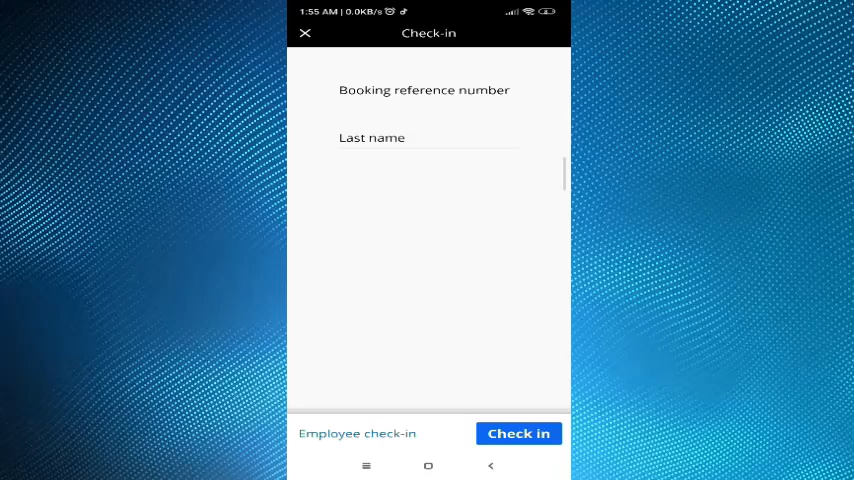 1:55 AM | 0.0KB/s
Check-in
Booking reference number
Last name
Employee check-in
Check in